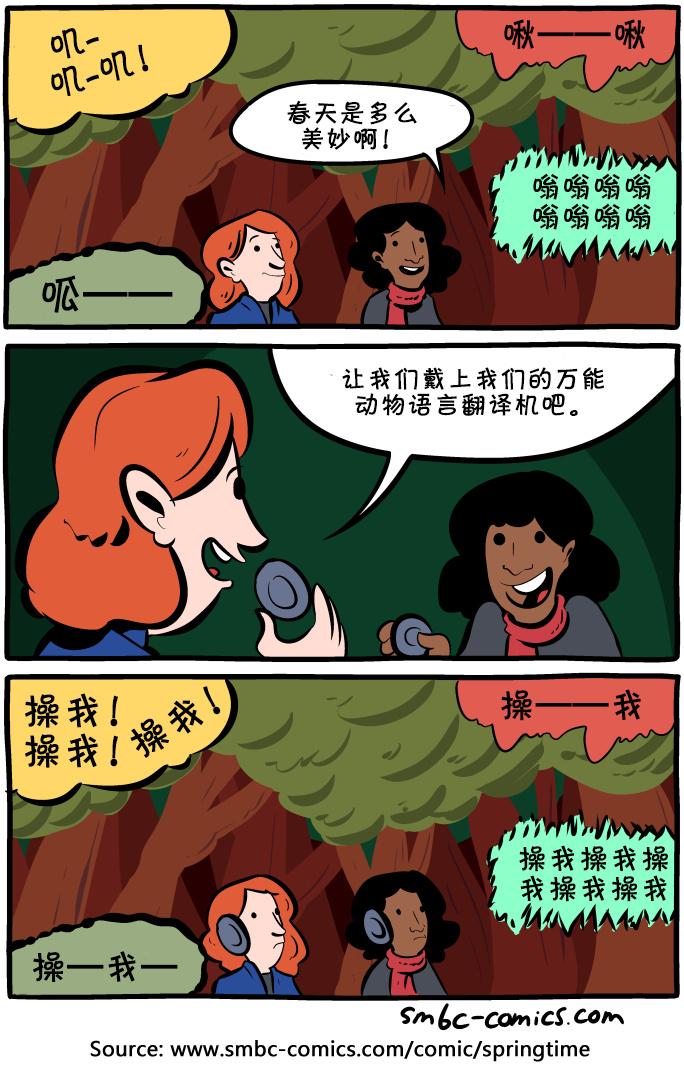 叽-
叽-叽!
啾———啾
春天是多么
美妙啊!
嗡嗡嗡嗡
嗡嗡嗡嗡
呱——
让我们戴上我们的万能
动物语言翻译机吧。
操我!
操我!操我!
操——我
操我操我操
我操我操我
操—我—
smbc-comics.com
Source: www.smbc-comics.com/comic/springtime